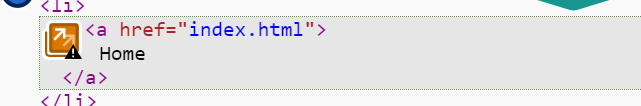 <li>
<a href="index.html">
Home
</a>
</li>